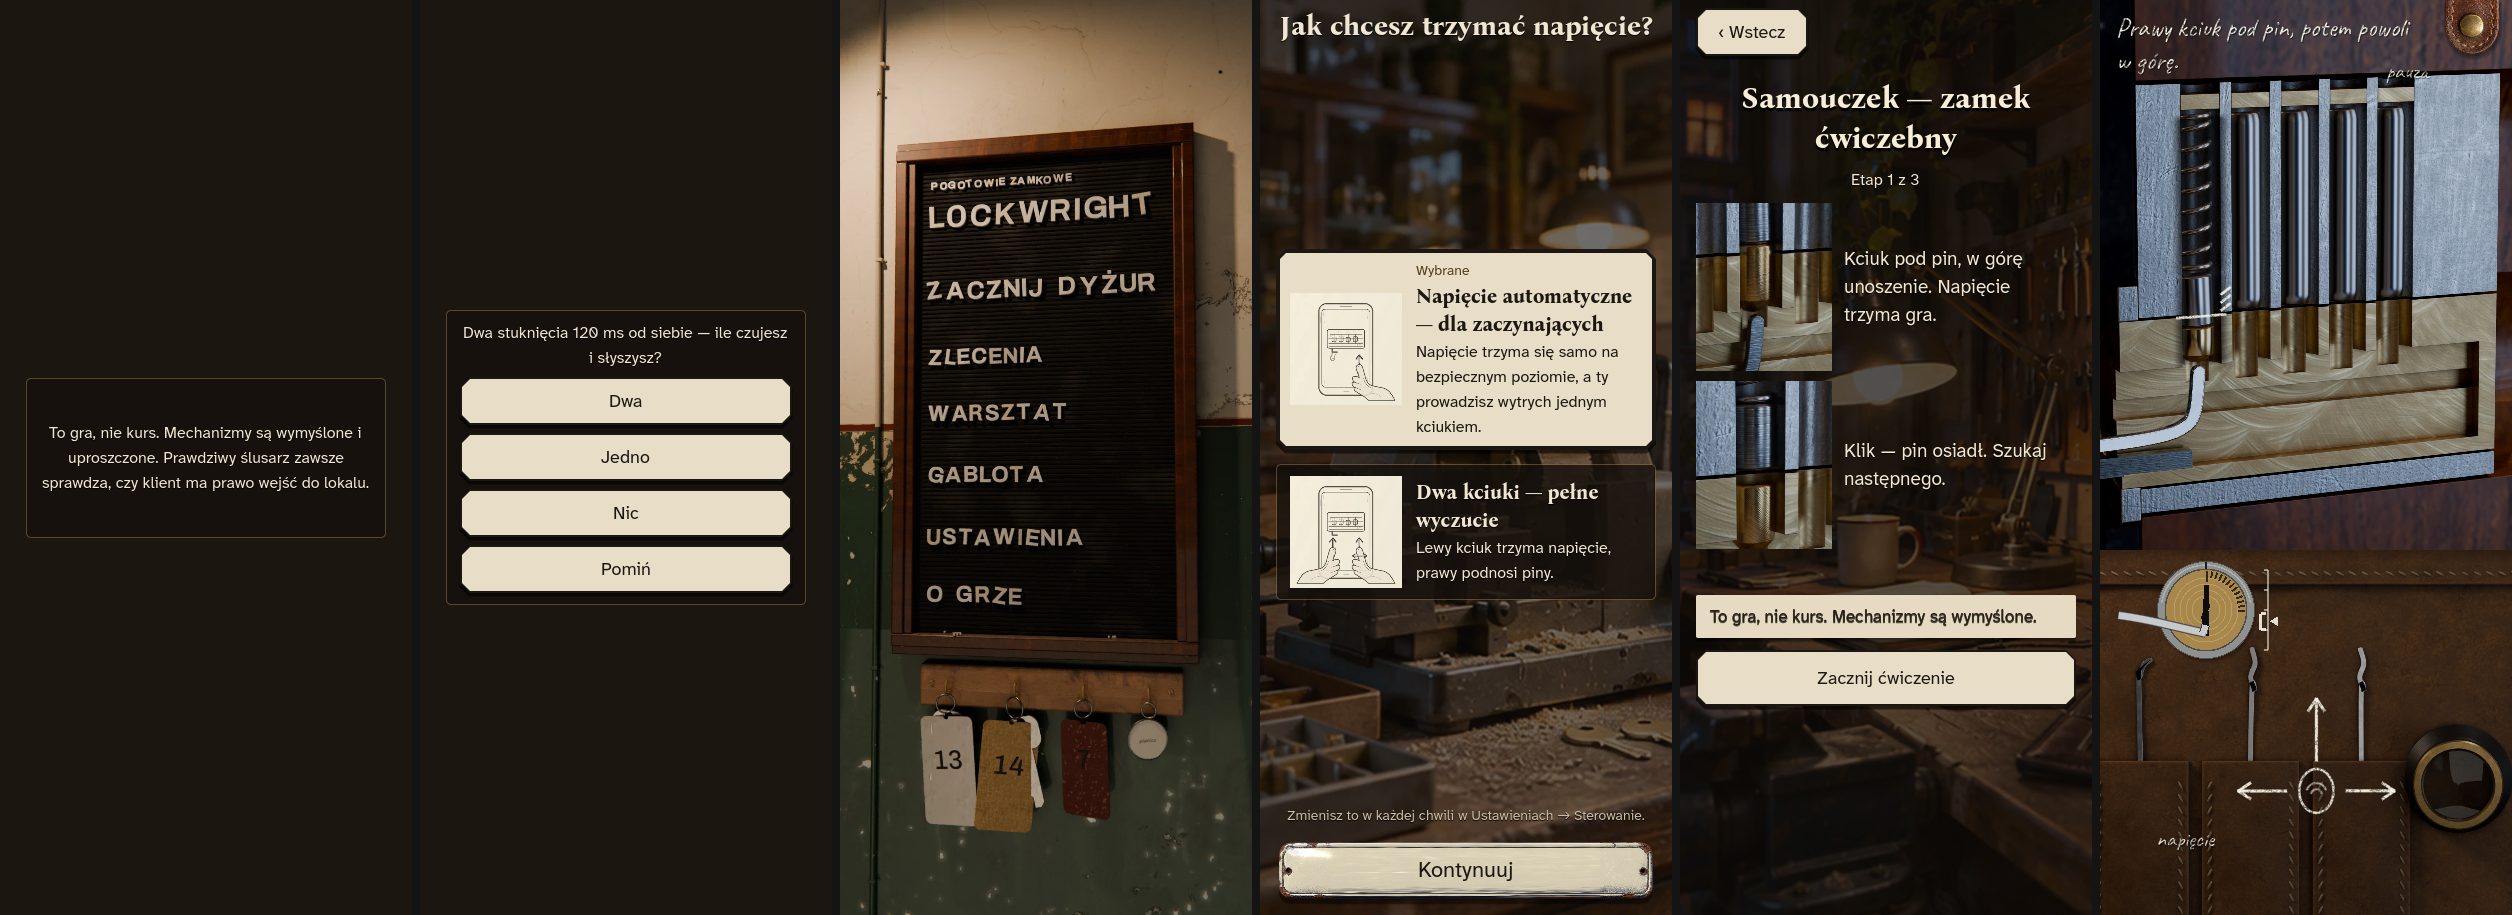 To gra, nie kurs. Mechanizmy są wymyślone i
uproszczone. Prawdziwy ślusarz zawsze
sprawdza, czy klient ma prawo wejść do lokalu.
Dwa stuknięcia 120 ms od siebie — ile czujesz
i słyszysz?
Dwa
Jedno
Nic
Pomiń
POGOTOWIE ZAMKOWE
LOCKWRIGHT
ZACZNIJ DYŻUR
ZLECENIA
WARSZTAT
GABLOTA
USTAWIENIA
O GRZE
13
14
7
Jak chcesz trzymać napięcie?
Wybrane
Napięcie automatyczne
— dla zaczynających
Napięcie trzyma się samo na
bezpiecznym poziomie, a ty
prowadzisz wytrych jednym
kciukiem.
Dwa kciuki — pełne
wyczucie
Lewy kciuk trzyma napięcie,
prawy podnosi piny.
Zmienisz to w każdej chwili w Ustawieniach → Sterowanie.
Kontynuuj
‹ Wstecz
Samouczek — zamek
ćwiczebny
Etap 1 z 3
Kciuk pod pin, w górę
unoszenie. Napięcie
trzyma gra.
Klik — pin osiadł. Szukaj
następnego.
To gra, nie kurs. Mechanizmy są wymyślone.
Zacznij ćwiczenie
Prawy kciuk pod pin, potem powoli
w górę.
pauza
napięcie